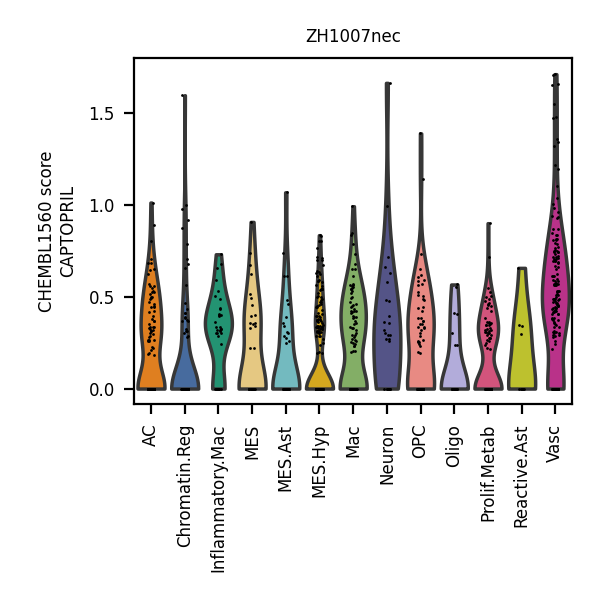 ZH1007nec
CHEMBL1560 score
CAPTOPRIL
1.5
1.0
0.5
0.0
AC
Chromatin.Reg
Inflammatory.Mac
MES
MES.Ast
MES.Hyp
Mac
Neuron
OPC
Oligo
Prolif.Metab
Reactive.Ast
Vasc